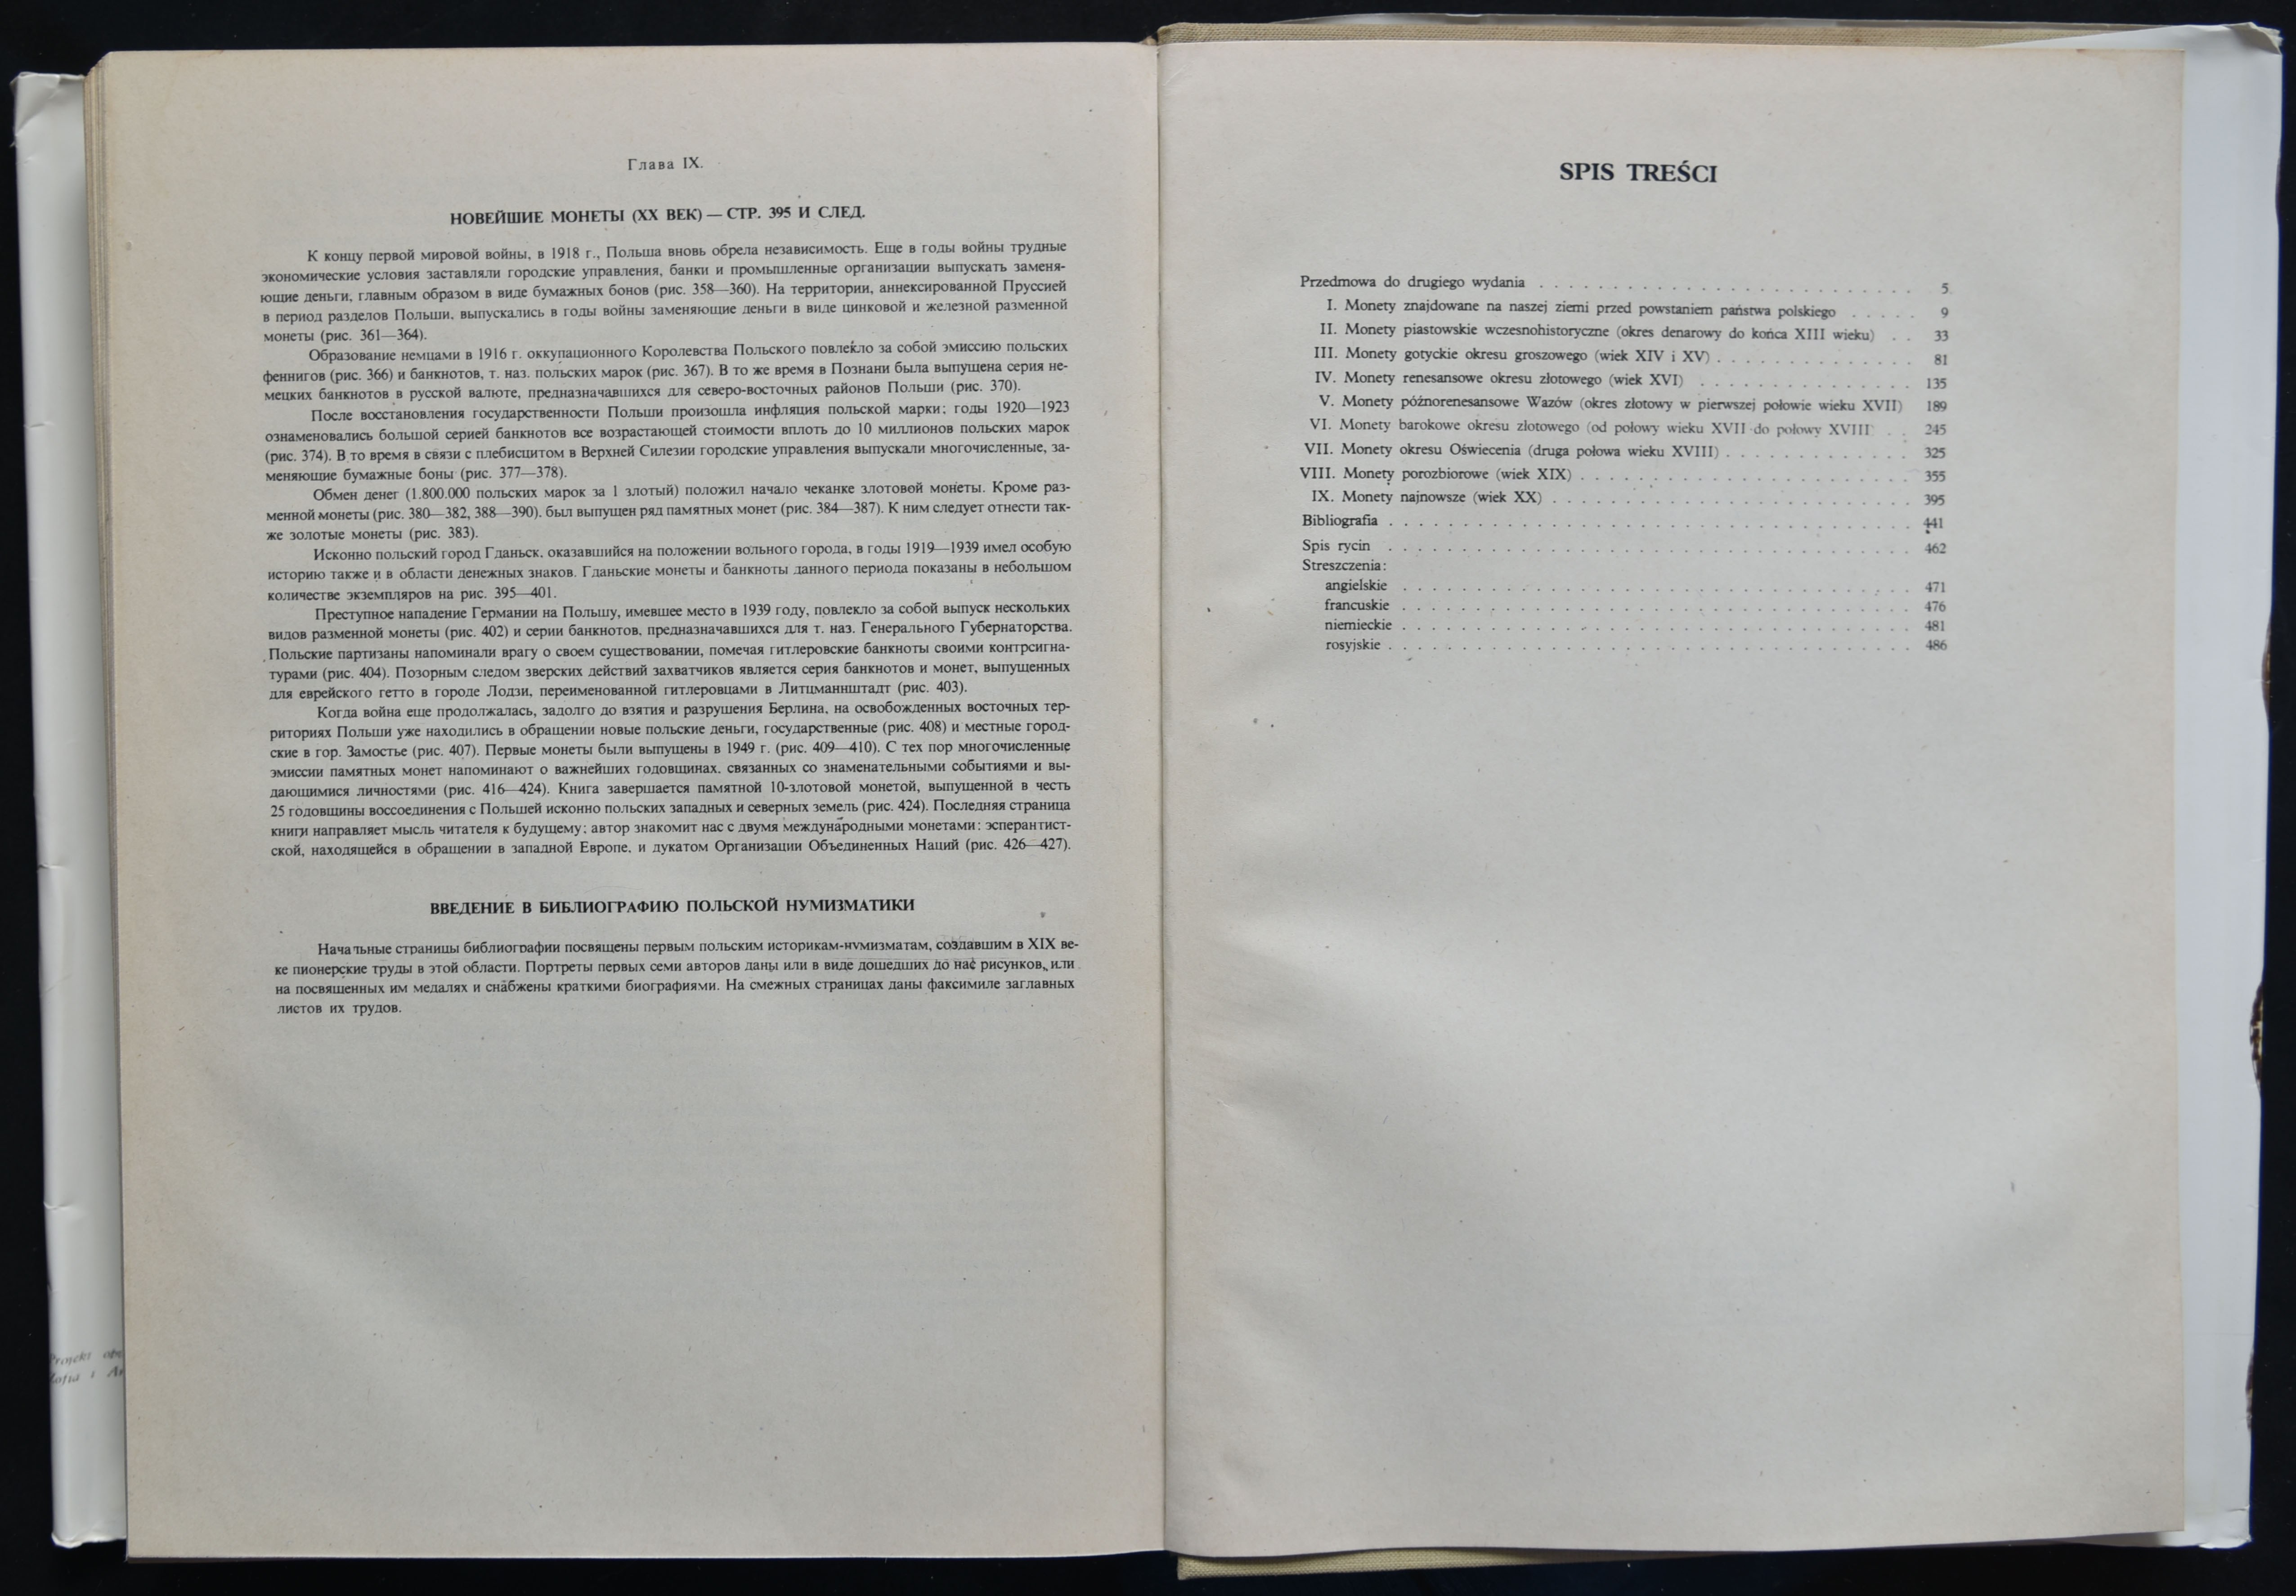 Глава IX.
НОВЕЙШИЕ МОНЕТЫ (XX ВЕК) — СТР. 395 И СЛЕД.
К концу первой мировой войны, в 1918 г., Польша вновь обрела независимость. Еще в годы войны трудные
экономические условия заставляли городские управления, банки и промышленные организации выпускать заменя-
ющие деньги, главным образом в виде бумажных бонов (рис. 358—360). На территории, аннексированной Пруссией
в период разделов Польши, выпускались в годы войны заменяющие деньги в виде цинковой и железной разменной
монеты (рис. 361—364).
Образование немцами в 1916 г. оккупационного Королевства Польского повлекло за собой эмиссию польских
феннигов (рис. 366) и банкнотов, т. наз. польских марок (рис. 367). В то же время в Познани была выпущена серия не-
мецких банкнотов в русской валюте, предназначавшихся для северо-восточных районов Польши (рис. 370).
После восстановления государственности Польши произошла инфляция польской марки; годы 1920—1923
ознаменовались большой серией банкнотов все возрастающей стоимости вплоть до 10 миллионов польских марок
(рис. 374). В то время в связи с плебисцитом в Верхней Силезии городские управления выпускали многочисленные, за-
меняющие бумажные боны (рис. 377—378).
Обмен денег (1.800.000 польских марок за 1 злотый) положил начало чеканке злотовой монеты. Кроме раз-
менной монеты (рис. 380—382, 388—390). был выпущен ряд памятных монет (рис. 384—387). К ним следует отнести так-
же золотые монеты (рис. 383).
Исконно польский город Гданьск. оказавшийся на положении вольного города, в годы 1919—1939 имел особую
историю также и в области денежных знаков. Гданьские монеты и банкноты данного периода показаны в небольшом
количестве экземпляров на рис. 395—401.
Преступное нападение Германии на Польшу, имевшее место в 1939 году, повлекло за собой выпуск нескольких
видов разменной монеты (рис. 402) и серии банкнотов, предназначавшихся для т. наз. Генерального Губернаторства.
Польские партизаны напоминали врагу о своем существовании, помечая гитлеровские банкноты своими контрсигна-
турами (рис. 404). Позорным следом зверских действий захватчиков является серия банкнотов и монет, выпущенных
для еврейского гетто в городе Лодзи, переименованной гитлеровцами в Литцманнштадт (рис. 403).
Когда война еще продолжалась, задолго до взятия и разрушения Берлина, на освобожденных восточных тер-
риториях Польши уже находились в обращении новые польские деньги, государственные (рис. 408) и местные город-
ские в гор. Замостье (рис. 407). Первые монеты были выпущены в 1949 г. (рис. 409—410). С тех пор многочисленные
эмиссии памятных монет напоминают о важнейших годовщинах, связанных со знаменательными событиями и вы-
дающимися личностями (рис. 416—424). Книга завершается памятной 10-злотовой монетой, выпущенной в честь
25 годовщины воссоединения с Польшей исконно польских западных и северных земель (рис. 424). Последняя страница
книги направляет мысль читателя к будущему; автор знакомит нас с двумя международными монетами: эсперантист-
ской, находящейся в обращении в западной Европе, и дукатом Организации Объединенных Наций (рис. 426—427).
ВВЕДЕНИЕ В БИБЛИОГРАФИЮ ПОЛЬСКОЙ НУМИЗМАТИКИ
Начальные страницы библиографии посвящены первым польским историкам-нумизматам, создавшим в XIX ве-
ке пионерские труды в этой области. Портреты первых семи авторов даны или в виде дошедших до нас рисунков, или
на посвященных им медалях и снабжены краткими биографиями. На смежных страницах даны факсимиле заглавных
листов их трудов.
Projekt
Zofia i
SPIS TREŚCI
Przedmowa do drugiego wydania . . . . . . . . . . 5
I. Monety znajdowane na naszej ziemi przed powstaniem państwa polskiego . . . . . 9
II. Monety piastowskie wczesnohistoryczne (okres denarowy do końca XIII wieku) . . 33
III. Monety gotyckie okresu groszowego (wiek XIV i XV) . . . . . . . . . . 81
IV. Monety renesansowe okresu złotowego (wiek XVI) . . . . . . . . . . 135
V. Monety późnorenesansowe Wazów (okres złotowy w pierwszej połowie wieku XVII) 189
VI. Monety barokowe okresu złotowego (od połowy wieku XVII do połowy XVIII . . 245
VII. Monety okresu Oświecenia (druga połowa wieku XVIII) . . . . . . . . . . 325
VIII. Monety porozbiorowe (wiek XIX) . . . . . . . . . . 355
IX. Monety najnowsze (wiek XX) . . . . . . . . . . 395
Bibliografia . . . . . . . . . . 441
Spis rycin . . . . . . . . . . 462
Streszczenia:
angielskie . . . . . . . . . . 471
francuskie . . . . . . . . . . 476
niemieckie . . . . . . . . . . 481
rosyjskie . . . . . . . . . . 486